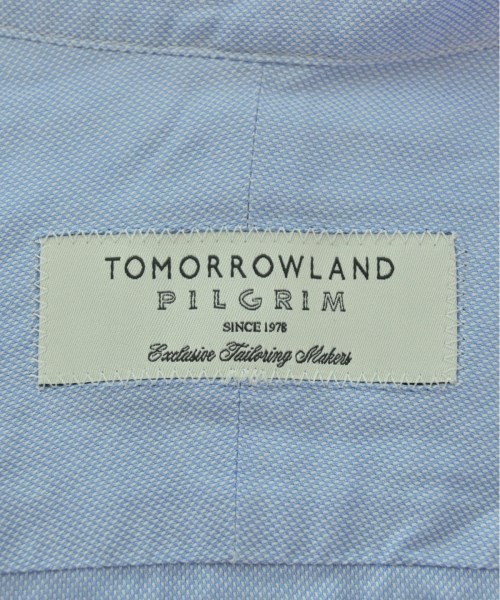 TOMORROWLAND
PILGRIM
SINCE 1978
Exclusive Tailoring Makers